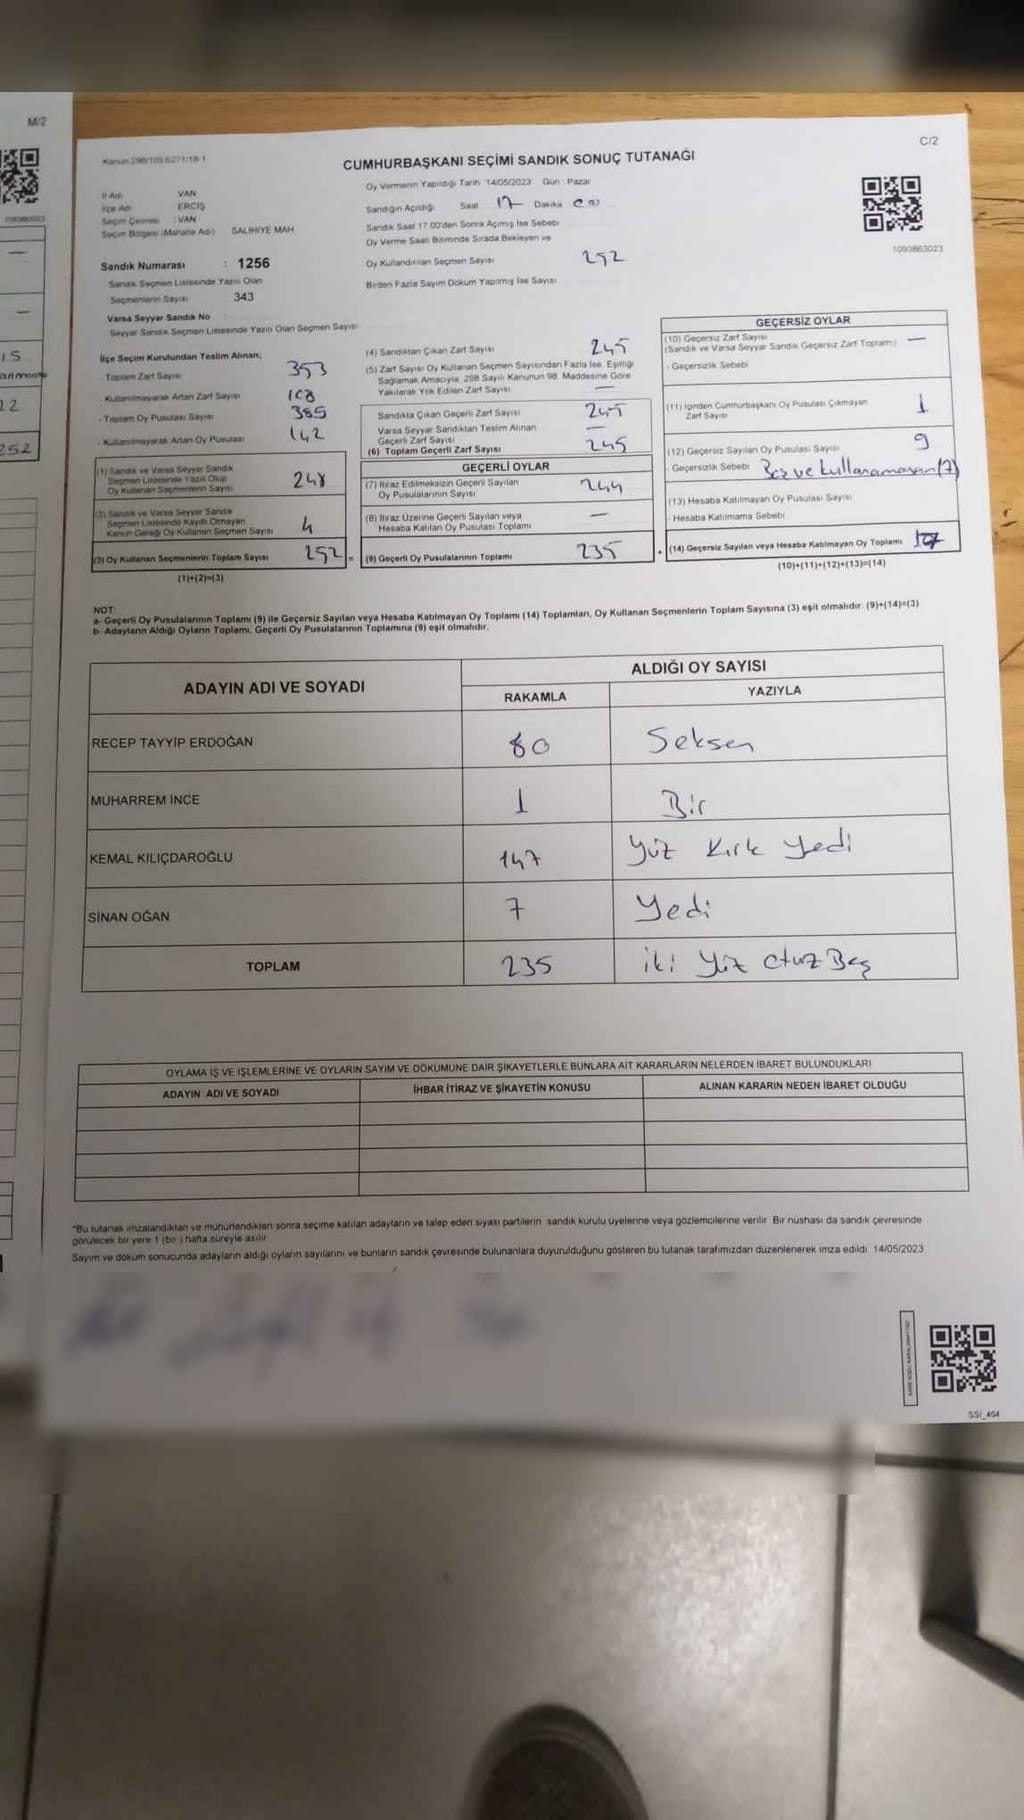 M/2
C/2
Kanun 298/105 6271/18-1
CUMHURBAŞKANI SEÇİMİ SANDIK SONUÇ TUTANAĞI
İl Adı : VAN
İlçe Adı : ERCİŞ
Seçim Çevresi : VAN
Seçim Bölgesi (Mahalle Adı) SALİHİYE MAH
Sandık Numarası : 1256
Sandık Seçmen Listesinde Yazılı Olan
Seçmenlerin Sayısı 343
Varsa Seyyar Sandık No
Seyyar Sandık Seçmen Listesinde Yazılı Olan Seçmen Sayısı
Oy Vermenin Yapıldığı Tarih :14/05/2023 Gün : Pazar
Sandığın Açıldığı Saat 17 Dakika
Sandık Saat 17:00'den Sonra Açmış İse Sebebi
Oy Verme Saati Bitiminde Sırada Bekleyen ve
Oy Kullandırılan Seçmen Sayısı 252
Birden Fazla Sayım Döküm Yapılmış İse Sayısı
1093863023
İlçe Seçim Kurulundan Teslim Alınan;
- Toplam Zarf Sayısı 353
- Kullanılmayarak Artan Zarf Sayısı 108
- Toplam Oy Pusulası Sayısı 385
- Kullanılmayarak Artan Oy Pusulası 142
(1) Sandık ve Varsa Seyyar Sandık
Seçmen Listesinde Yazılı Olup
Oy Kullanan Seçmenlerin Sayısı 248
(2) Sandık ve Varsa Seyyar Sandık
Seçmen Listesinde Kayıtlı Olmayan
Kanun Gereği Oy Kullanan Seçmen Sayısı 4
(3) Oy Kullanan Seçmenlerin Toplam Sayısı 252 =
(1)+(2)=(3)
(4) Sandıktan Çıkan Zarf Sayısı 245
(5) Zarf Sayısı Oy Kullanan Seçmen Sayısından Fazla İse, Eşitliği
Sağlamak Amacıyla, 298 Sayılı Kanunun 98. Maddesine Göre
Yakılarak Yok Edilen Zarf Sayısı —
Sandıkta Çıkan Geçerli Zarf Sayısı 245
Varsa Seyyar Sandıktan Teslim Alınan
Geçerli Zarf Sayısı —
(6) Toplam Geçerli Zarf Sayısı 245
GEÇERLİ OYLAR
(7) İtiraz Edilmeksizin Geçerli Sayılan
Oy Pusulalarının Sayısı 244
(8) İtiraz Üzerine Geçerli Sayılan veya
Hesaba Katılan Oy Pusulası Toplamı —
(9) Geçerli Oy Pusulalarının Toplamı 235
GEÇERSİZ OYLAR
(10) Geçersiz Zarf Sayısı —
(Sandık ve Varsa Seyyar Sandık Geçersiz Zarf Toplamı)
- Geçersizlik Sebebi
(11) İçinden Cumhurbaşkanı Oy Pusulası Çıkmayan
Zarf Sayısı 1
(12) Geçersiz Sayılan Oy Pusulası Sayısı 9
- Geçersizlik Sebebi Boş ve kullanamayan (7)
(13) Hesaba Katılmayan Oy Pusulası Sayısı
- Hesaba Katılmama Sebebi
+ (14) Geçersiz Sayılan veya Hesaba Katılmayan Oy Toplamı
(10)+(11)+(12)+(13)=(14)
NOT:
a- Geçerli Oy Pusulalarının Toplamı (9) ile Geçersiz Sayılan veya Hesaba Katılmayan Oy Toplamı (14) Toplamları, Oy Kullanan Seçmenlerin Toplam Sayısına (3) eşit olmalıdır. (9)+(14)=(3)
b- Adayların Aldığı Oyların Toplamı, Geçerli Oy Pusulalarının Toplamına (9) eşit olmalıdır.
ADAYIN ADI VE SOYADI ALDIĞI OY SAYISI
RAKAMLA YAZIYLA
RECEP TAYYİP ERDOĞAN 80 Seksen
MUHARREM İNCE 1 Bir
KEMAL KILIÇDAROĞLU 147 Yüz Kırk Yedi
SİNAN OĞAN 7 Yedi
TOPLAM 235 iki Yüz Otuz Beş
OYLAMA İŞ VE İŞLEMLERİNE VE OYLARIN SAYIM VE DÖKÜMÜNE DAİR ŞİKAYETLERLE BUNLARA AİT KARARLARIN NELERDEN İBARET BULUNDUKLARI
ADAYIN ADI VE SOYADI İHBAR İTİRAZ VE ŞİKAYETİN KONUSU ALINAN KARARIN NEDEN İBARET OLDUĞU
*Bu tutanak imzalandıktan ve mühürlendikten sonra seçime katılan adayların ve talep eden siyasi partilerin sandık kurulu üyelerine veya gözlemcilerine verilir. Bir nüshası da sandık çevresinde
görülecek bir yere 1 (bir ) hafta süreyle asılır
Sayım ve döküm sonucunda adayların aldığı oyların sayılarını ve bunların sandık çevresinde bulunanlara duyurulduğunu gösteren bu tutanak tarafımızdan düzenlenerek imza edildi. 14/05/2023
SSI_404